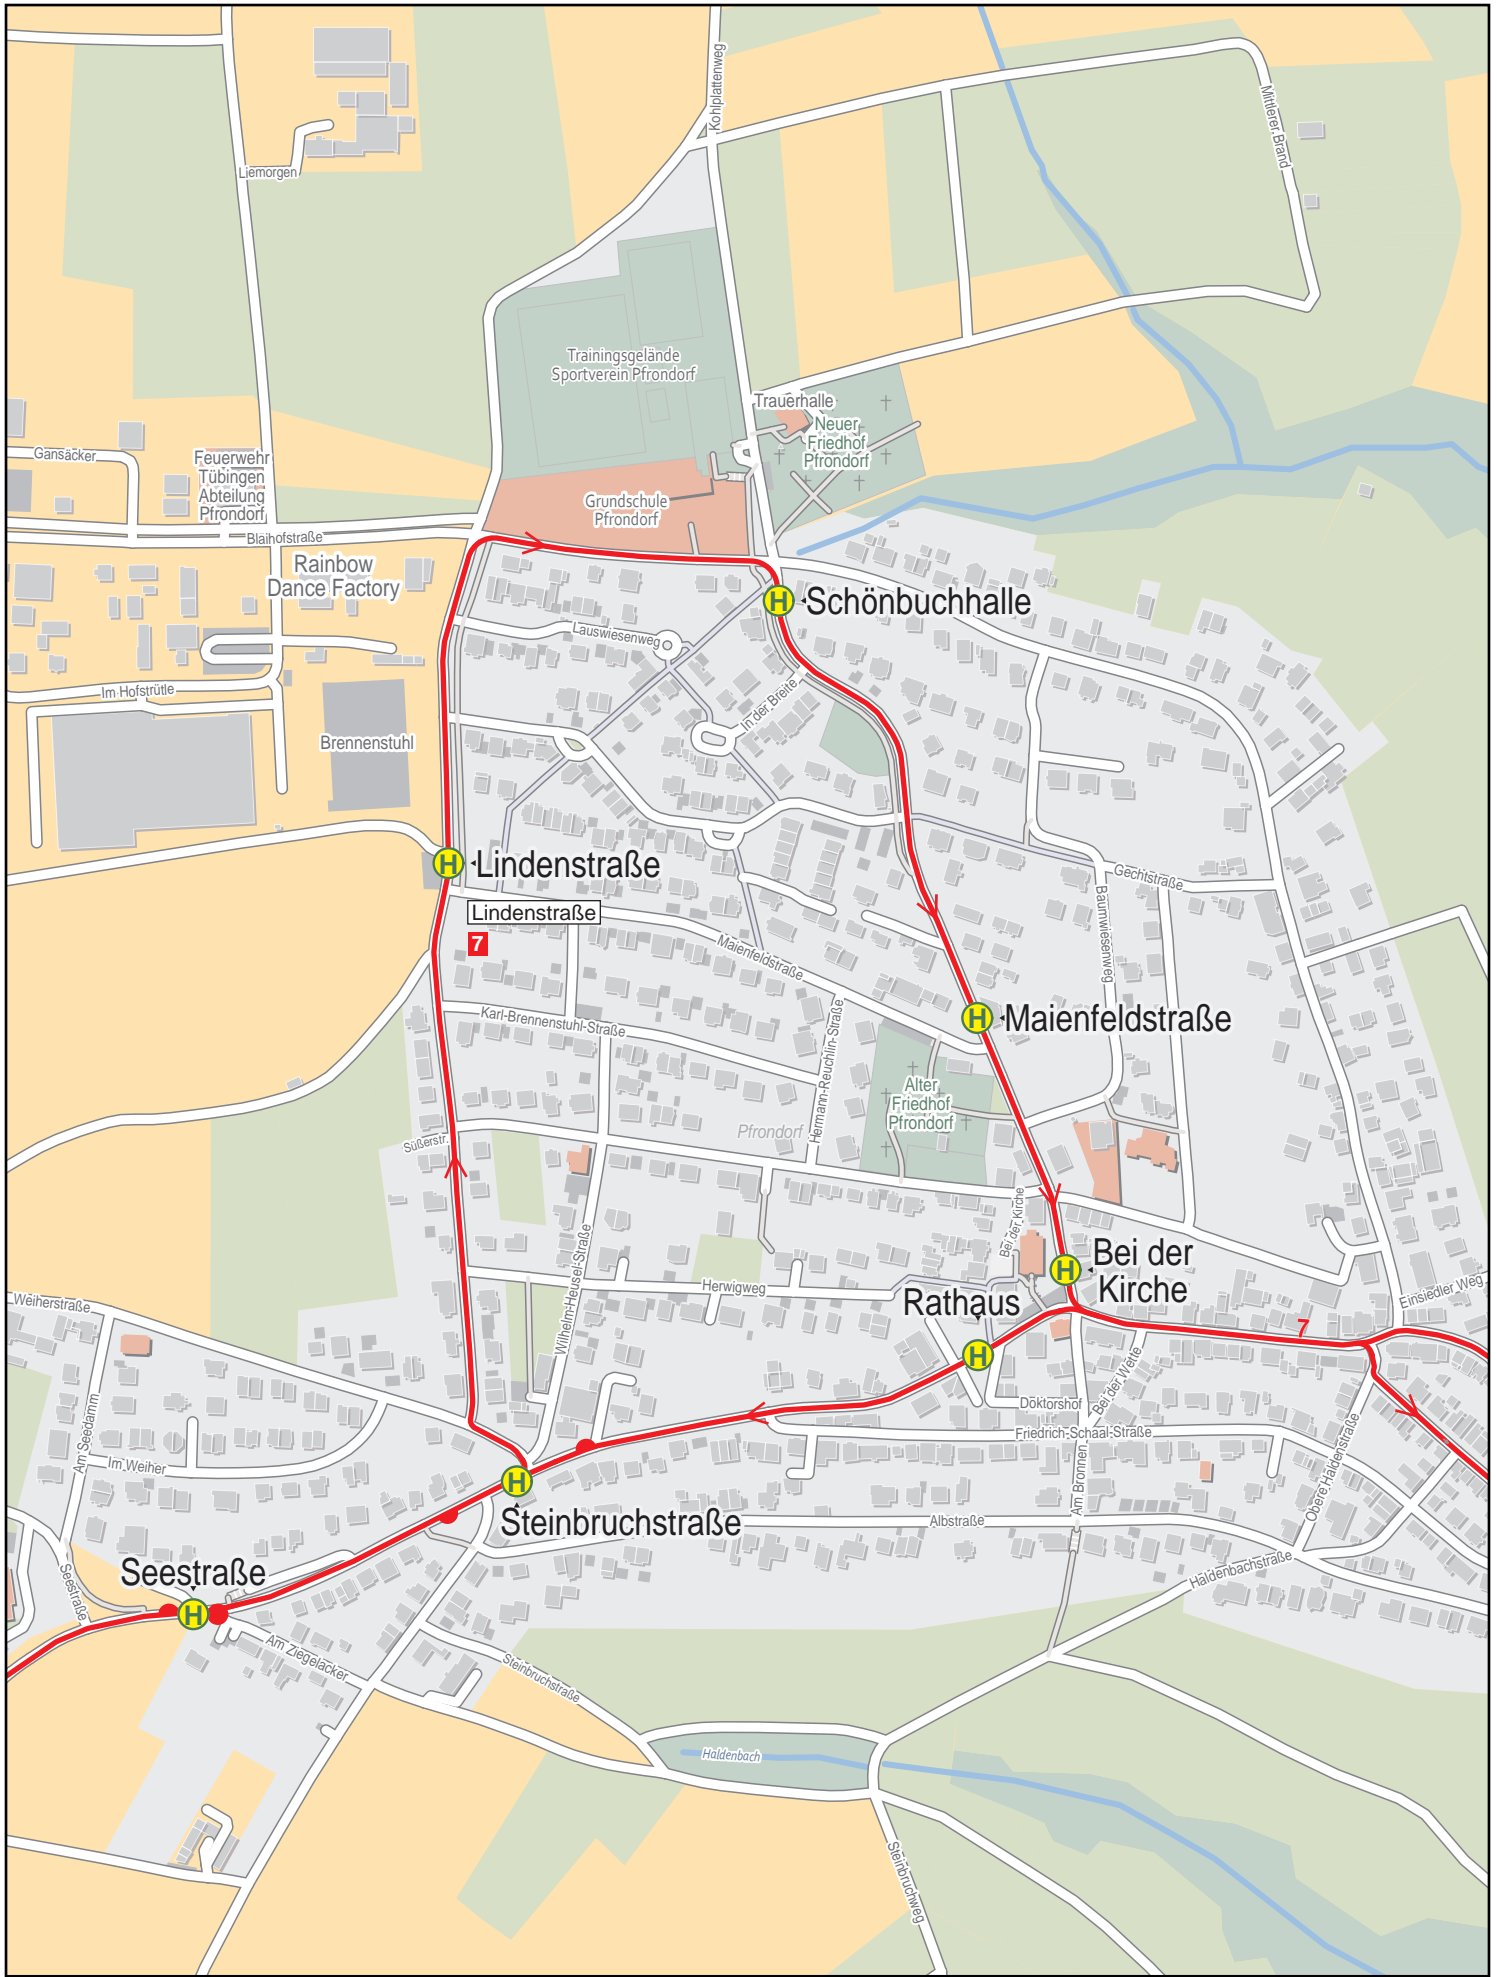 Kohlplattenweg
Mittlerer Brand
Liemorgen
Trainingsgelände
Sportverein Pfrondorf
Trauerhalle
Neuer
Friedhof
Pfrondorf
Gansäcker
Feuerwehr
Tübingen
Abteilung
Pfrondorf
Grundschule
Pfrondorf
Blaihofstraße
Rainbow
Dance Factory
H
Schönbuchhalle
Lauswiesenweg
Im Hofstrütle
In der Breite
Brennenstuhl
H
Lindenstraße
Gechtstraße
Baumwiesenweg
Lindenstraße
7
Maienfeldstraße
H
Maienfeldstraße
Karl-Brennenstuhl-Straße
Hermann-Reuchlin-Straße
Alter
Friedhof
Pfrondorf
Pfrondorf
Süßerstr.
Bei der Kirche
Wilhelm-Heusel-Straße
H
Bei der
Kirche
Herwigweg
Einsiedler Weg
Weiherstraße
Rathaus
7
H
Bei der Wette
Am Seedamm
Doktorshof
Friedrich-Schaal-Straße
Obere Haldenstraße
Im Weiher
H
Am Bronnen
Steinbruchstraße
Albstraße
Haldenbachstraße
Seestraße
Seestraße
H
Am Ziegelacker
Steinbruchstraße
Haldenbach
Steinbruchweg